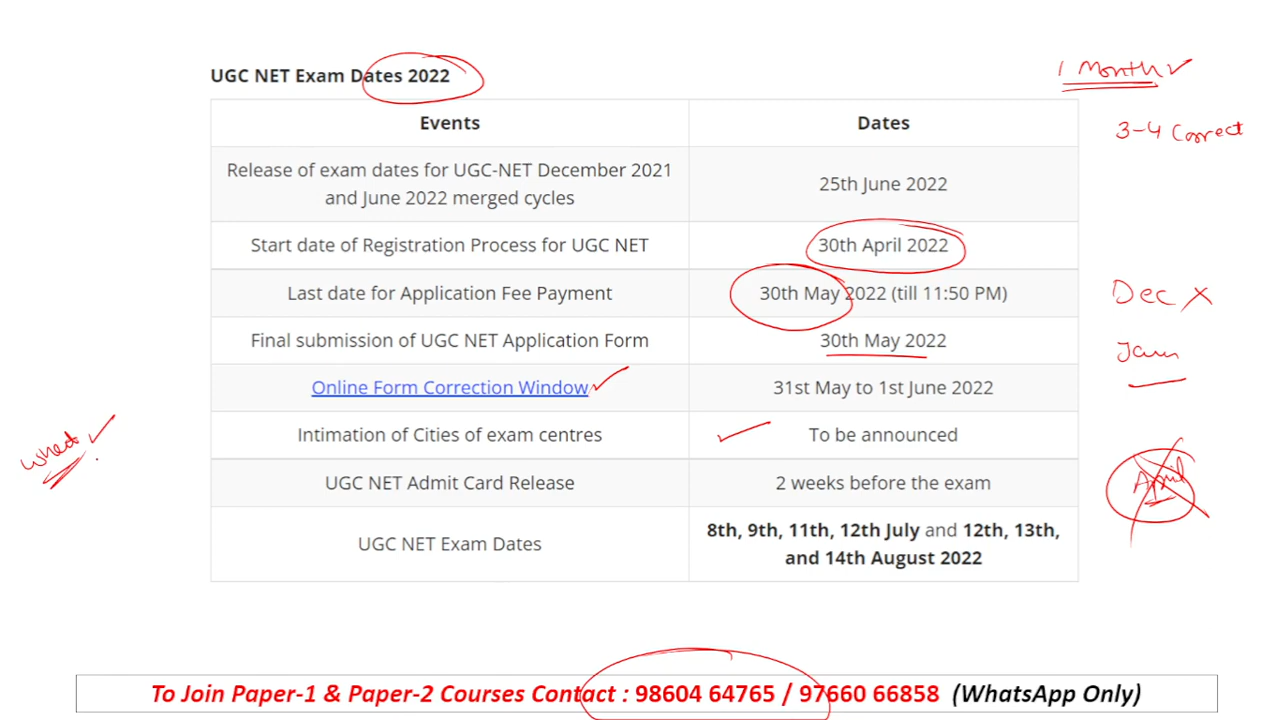 UGC NET Exam Dates 2022
1 Month
3-4 Correct
Events Dates
Release of exam dates for UGC-NET December 2021
and June 2022 merged cycles
25th June 2022
Start date of Registration Process for UGC NET 30th April 2022
Last date for Application Fee Payment 30th May 2022 (till 11:50 PM)
Dec x
Final submission of UGC NET Application Form 30th May 2022
Online Form Correction Window 31st May to 1st June 2022
Intimation of Cities of exam centres To be announced
UGC NET Admit Card Release 2 weeks before the exam
April
UGC NET Exam Dates
8th, 9th, 11th, 12th July and 12th, 13th,
and 14th August 2022
To Join Paper-1 & Paper-2 Courses Contact : 98604 64765 / 97660 66858 (WhatsApp Only)